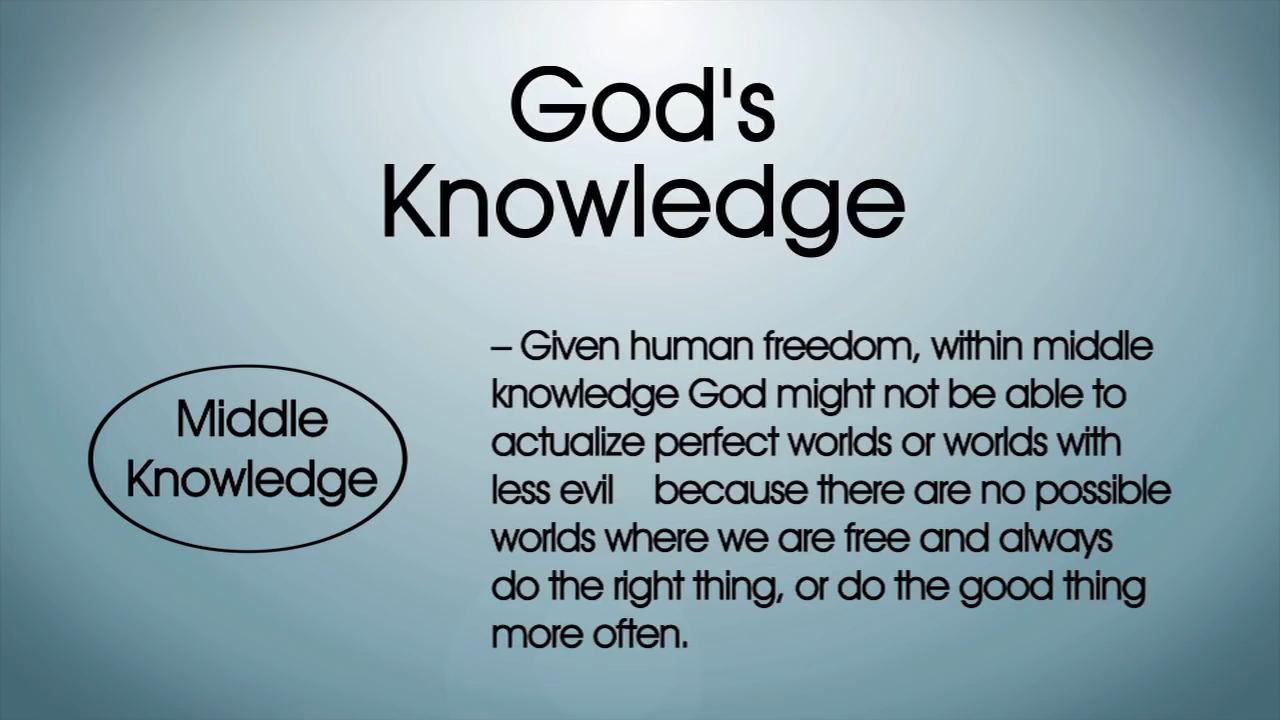 God's
Knowledge
Middle
Knowledge
– Given human freedom, within middle
knowledge God might not be able to
actualize perfect worlds or worlds with
less evil because there are no possible
worlds where we are free and always
do the right thing, or do the good thing
more often.